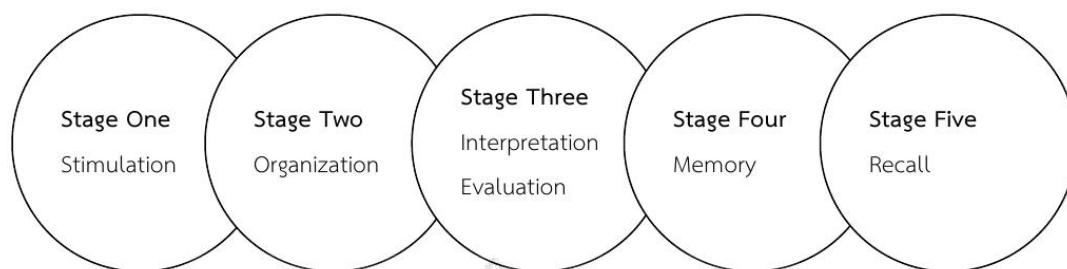 Stage One
Stimulation
Stage Two
Organization
Stage Three
Interpretation
Evaluation
Stage Four
Memory
Stage Five
Recall